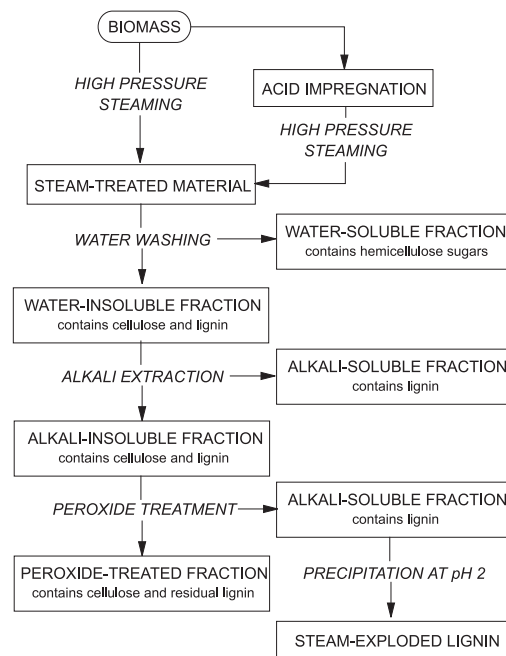 BIOMASS
HIGH PRESSURE
STEAMING
ACID IMPREGNATION
HIGH PRESSURE
STEAMING
STEAM-TREATED MATERIAL
WATER WASHING
WATER-SOLUBLE FRACTION
contains hemicellulose sugars
WATER-INSOLUBLE FRACTION
contains cellulose and lignin
ALKALI EXTRACTION
ALKALI-SOLUBLE FRACTION
contains lignin
ALKALI-INSOLUBLE FRACTION
contains cellulose and lignin
PEROXIDE TREATMENT
ALKALI-SOLUBLE FRACTION
contains lignin
PEROXIDE-TREATED FRACTION
contains cellulose and residual lignin
PRECIPITATION AT pH 2
STEAM-EXPLODED LIGNIN